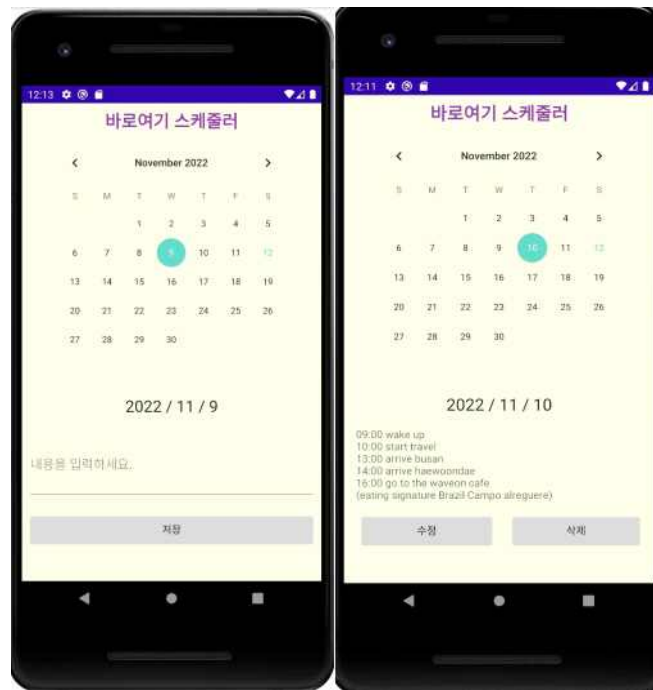 12:13
바로여기 스케줄러
November 2022
S M T W T F S
1 2 3 4 5
6 7 8 9 10 11 12
13 14 15 16 17 18 19
20 21 22 23 24 25 26
27 28 29 30
2022 / 11 / 9
내용을 입력하세요.
저장
12:11
바로여기 스케줄러
November 2022
S M T W T F S
1 2 3 4 5
6 7 8 9 10 11 12
13 14 15 16 17 18 19
20 21 22 23 24 25 26
27 28 29 30
2022 / 11 / 10
09:00 wake up
10:00 start travel
13:00 arrive busan
14:00 arrive haewoondae
16:00 go to the waveon cafe
(eating signature Brazil Campo alreguere)
수정 삭제